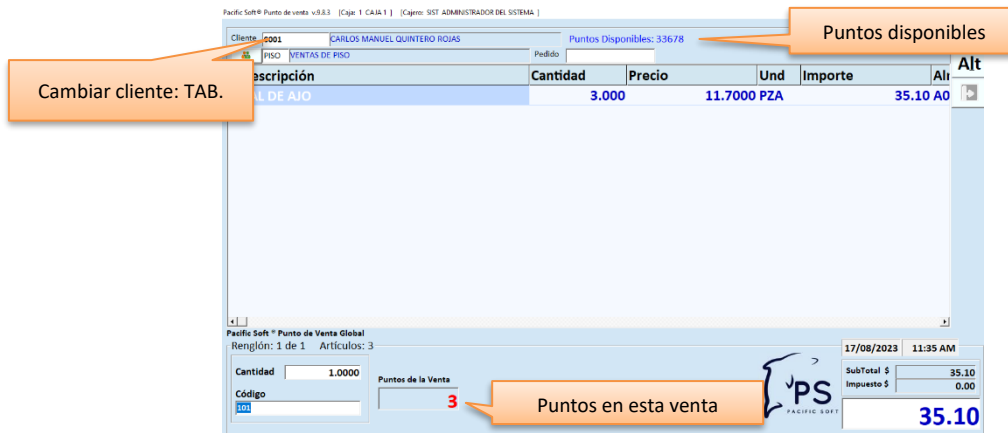 Pacific Soft® Punto de venta v.9.8.3 [Caja: 1 CAJA 1 ] [Cajero: SIST ADMINISTRADOR DEL SISTEMA ]
Puntos disponibles
Cliente 0001 CARLOS MANUEL QUINTERO ROJAS Puntos Disponibles: 33678
PISO VENTAS DE PISO Pedido
Alt
Cambiar cliente: TAB.
escripción Cantidad Precio Und Importe Alr
AL DE AJO 3.000 11.7000 PZA 35.10 A0
Pacific Soft ® Punto de Venta Global
Renglón: 1 de 1 Artículos: 3
17/08/2023 11:35 AM
Cantidad 1.0000
Código
101
Puntos de la Venta
3
Puntos en esta venta
PS
PACIFIC SOFT
SubTotal $ 35.10
Impuesto $ 0.00
35.10